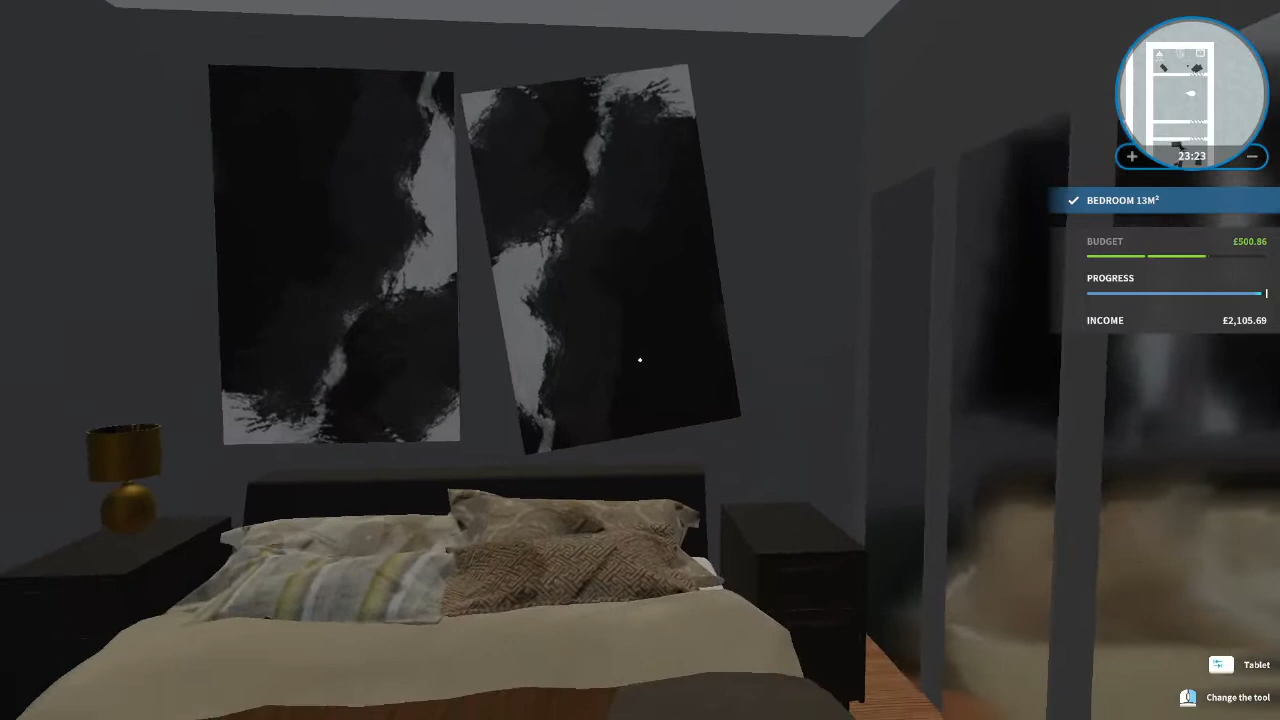 23:23
BEDROOM 13M²
BUDGET £500.86
PROGRESS
INCOME £2,105.69
Tablet
Change the tool